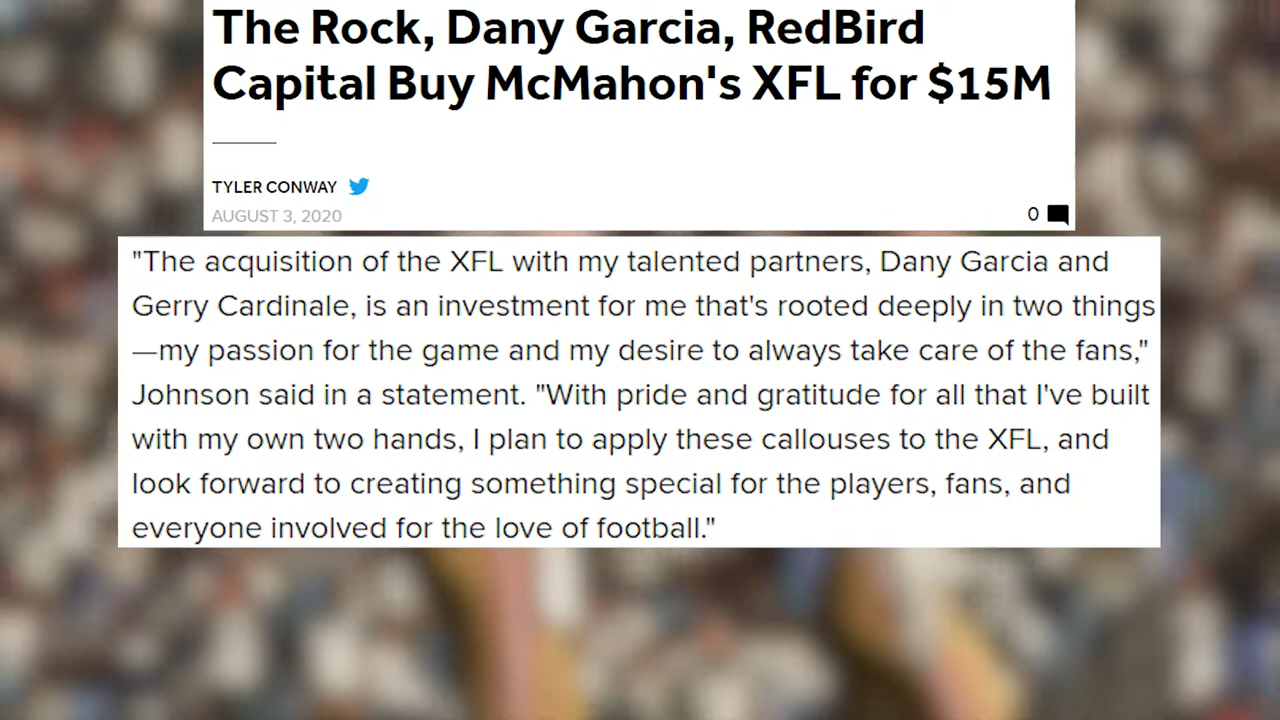 The Rock, Dany Garcia, RedBird
Capital Buy McMahon's XFL for $15M
TYLER CONWAY
AUGUST 3, 2020
0
"The acquisition of the XFL with my talented partners, Dany Garcia and
Gerry Cardinale, is an investment for me that's rooted deeply in two things
—my passion for the game and my desire to always take care of the fans,"
Johnson said in a statement. "With pride and gratitude for all that I've built
with my own two hands, I plan to apply these callouses to the XFL, and
look forward to creating something special for the players, fans, and
everyone involved for the love of football."